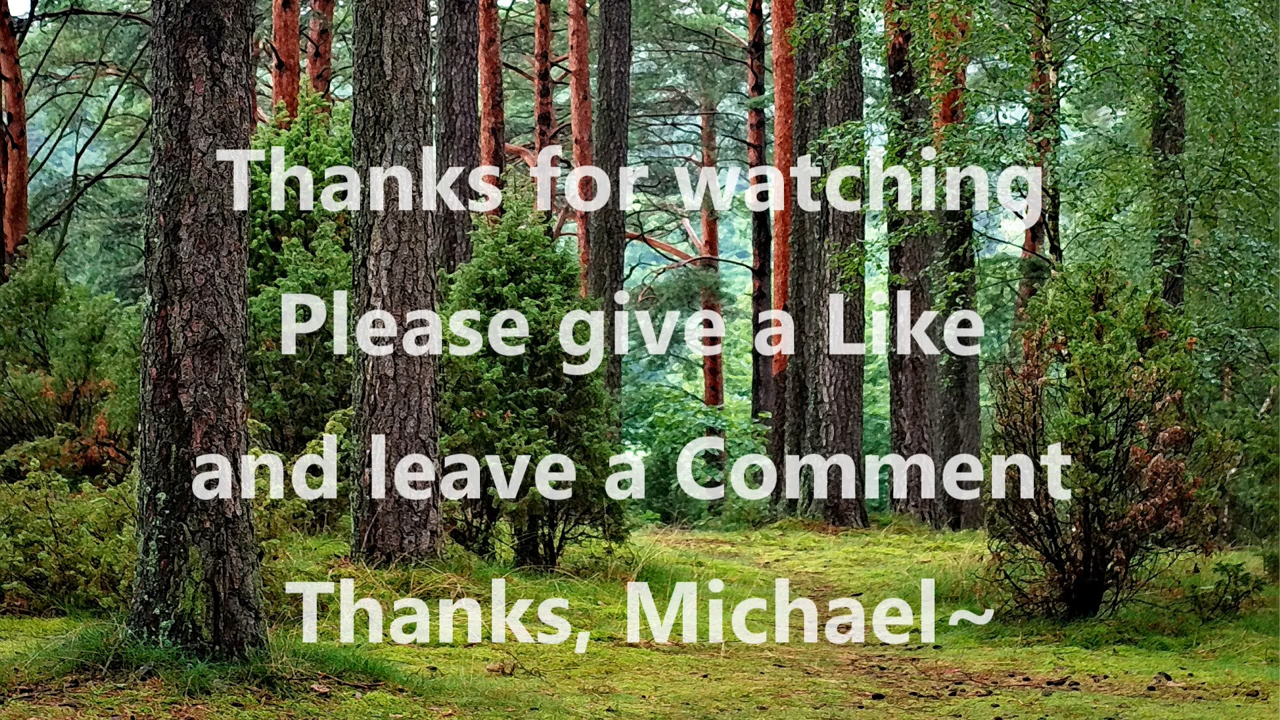 Thanks for watching
Please give a Like
and leave a Comment
Thanks, Michael~